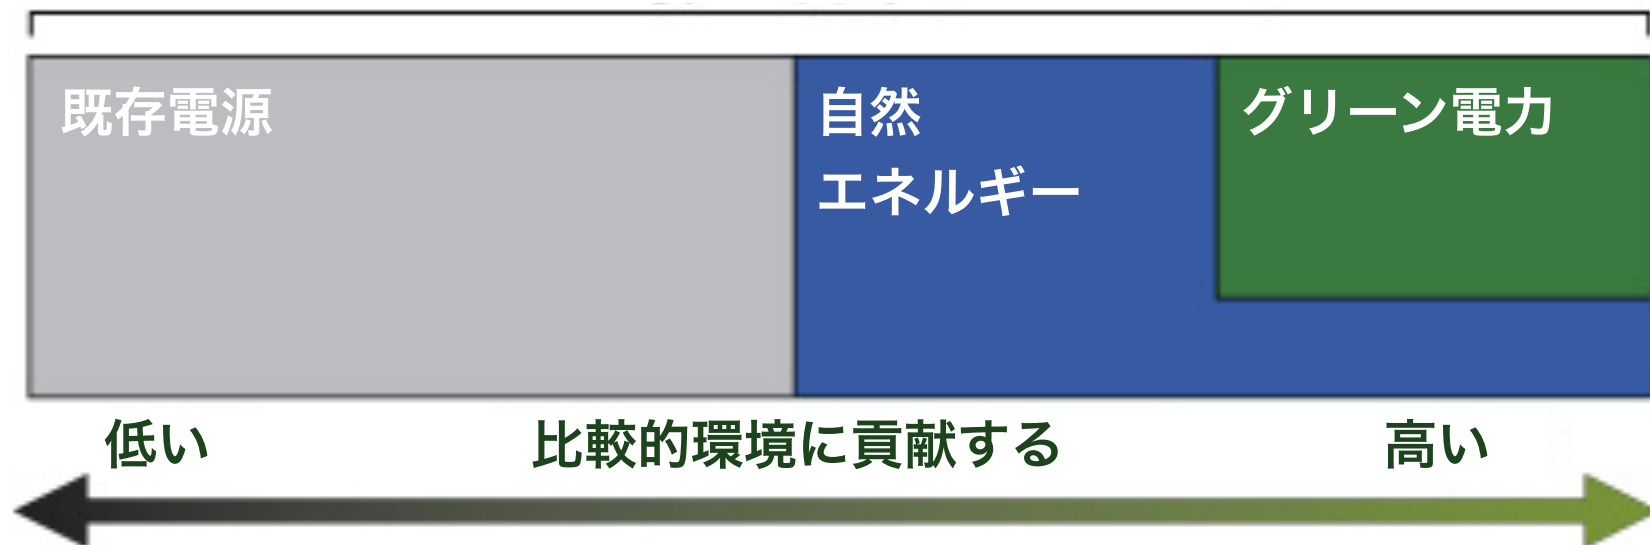 既存電源
自然
エネルギー
グリーン電力
低い
比較的環境に貢献する
高い